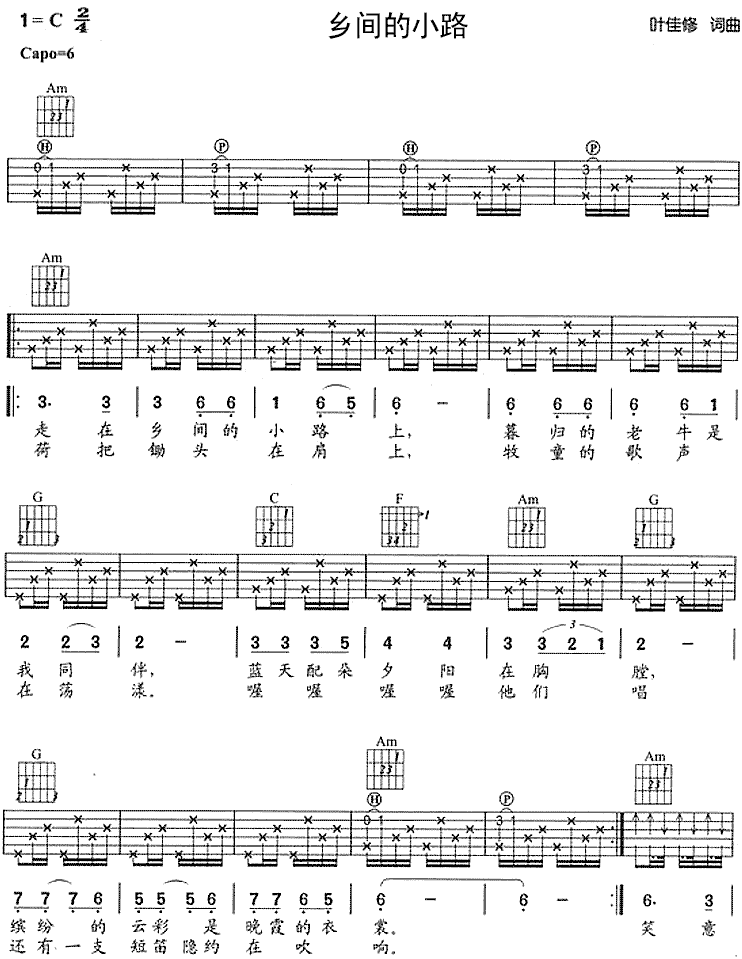 1=C 2/4 乡间的小路 叶佳修 词曲
Capo=6
Am
H P H P
0 1 3 1 0 1 3 1
Am
3· 3 | 3 6 6 | 1 6 5 | 6 － | 6 6 6 | 6 6 1
走 在 乡 间 的 小 路 上, 暮 归 的 老 牛 是
荷 把 锄 头 在 肩 上, 牧 童 的 歌 声
G C F Am G
2 2 3 | 2 － | 3 3 3 5 | 4 4 | 3 3 2 1 | 2 －
我 同 伴, 蓝 天 配 朵 夕 阳 在 胸 膛,
在 荡 漾。 喔 喔 喔 喔 他 们 唱
G Am Am
H P
0 1 3 1
7 7 7 6 | 5 5 5 6 | 7 7 6 5 | 6 － | 6 － :| 6· 3
缤 纷 的 云 彩 是 晚 霞 的 衣 裳。 笑 意
还 有 一 支 短 笛 隐 约 在 吹 响。